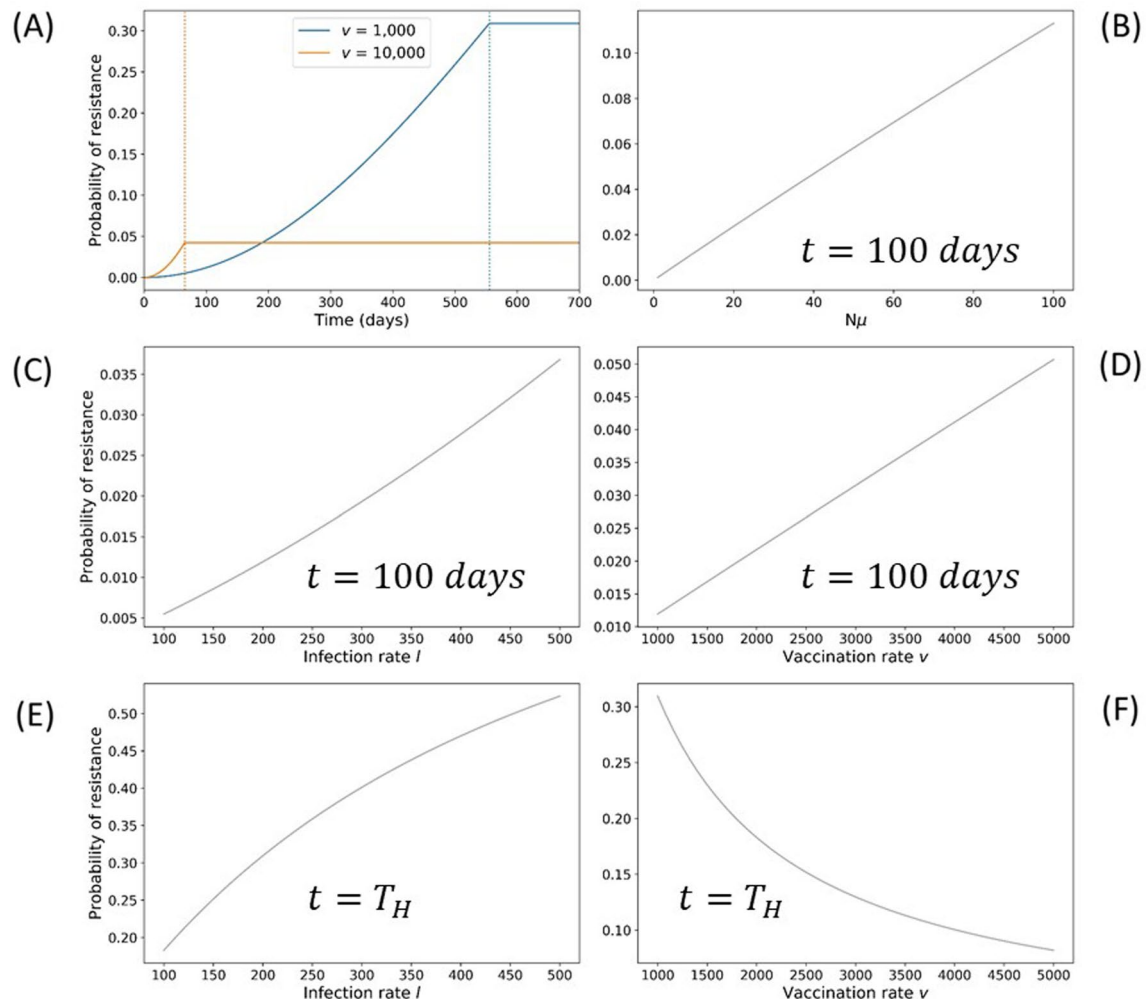 (A)
Probability of resistance
0.30
0.25
0.20
0.15
0.10
0.05
0.00
v = 1,000
v = 10,000
0 100 200 300 400 500 600 700
Time (days)
(B)
0.10
0.08
0.06
0.04
0.02
0.00
t = 100 days
0 20 40 60 80 100
Nμ
(C)
Probability of resistance
0.035
0.030
0.025
0.020
0.015
0.010
0.005
t = 100 days
100 150 200 250 300 350 400 450 500
Infection rate I
(D)
0.050
0.045
0.040
0.035
0.030
0.025
0.020
0.015
0.010
t = 100 days
1000 1500 2000 2500 3000 3500 4000 4500 5000
Vaccination rate v
(E)
Probability of resistance
0.50
0.45
0.40
0.35
0.30
0.25
0.20
t = T_H
100 150 200 250 300 350 400 450 500
Infection rate I
(F)
0.30
0.25
0.20
0.15
0.10
t = T_H
1000 1500 2000 2500 3000 3500 4000 4500 5000
Vaccination rate v